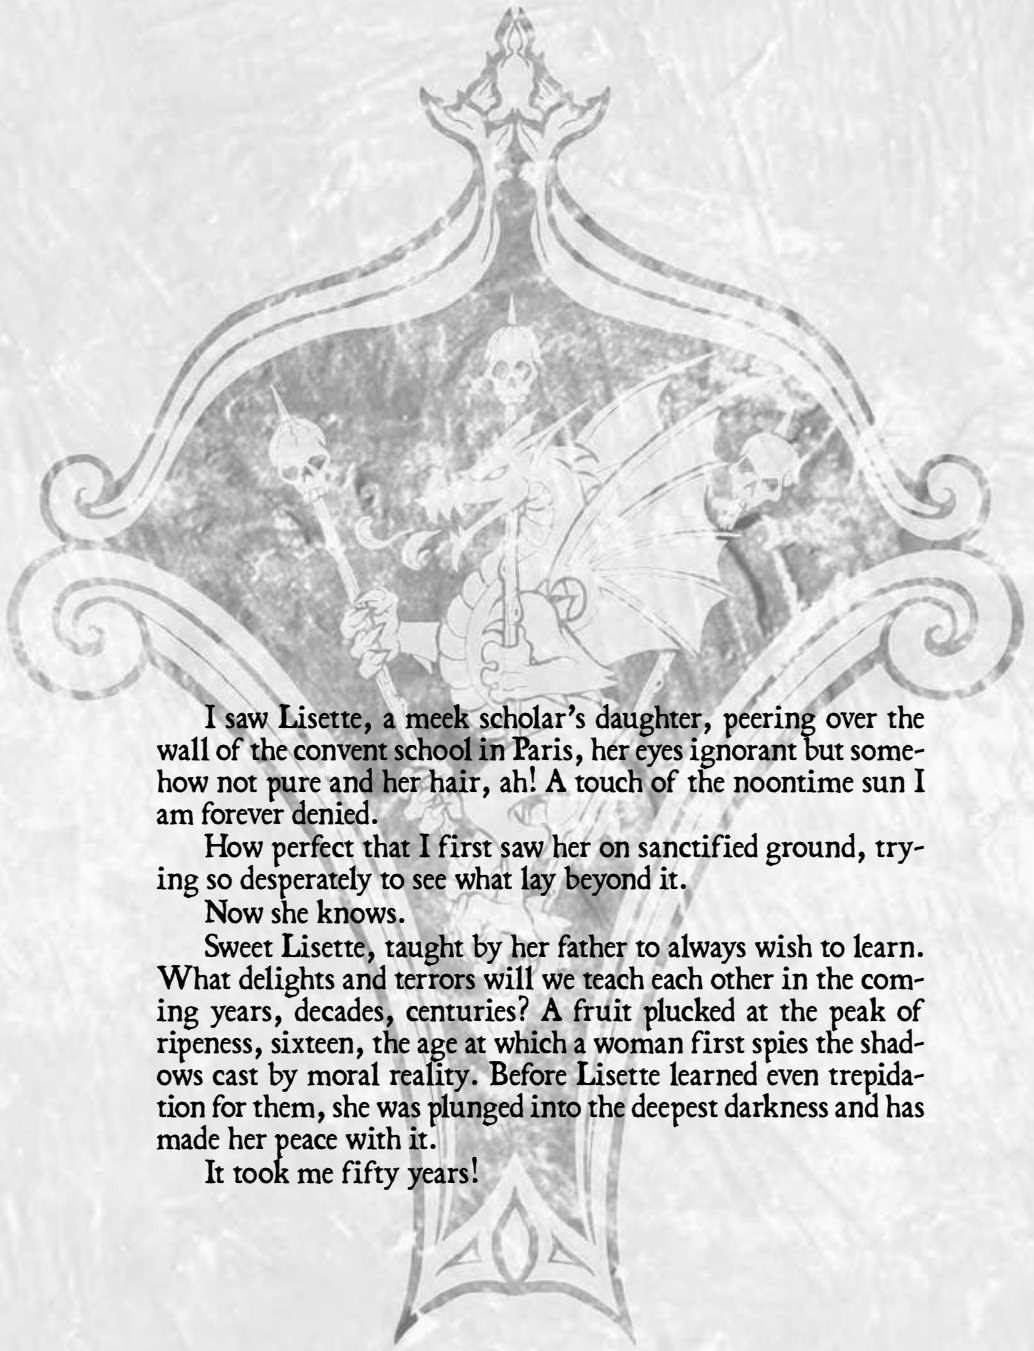 I saw Lisette, a meek scholar’s daughter, peering over the
wall of the convent school in Paris, her eyes ignorant but some-
how not pure and her hair, ah! A touch of the noontime sun I
am forever denied.
How perfect that I first saw her on sanctified ground, try-
ing so desperately to see what lay beyond it.
Now she knows.
Sweet Lisette, taught by her father to always wish to learn.
What delights and terrors will we teach each other in the com-
ing years, decades, centuries? A fruit plucked at the peak of
ripeness, sixteen, the age at which a woman first spies the shad-
ows cast by moral reality. Before Lisette learned even trepida-
tion for them, she was plunged into the deepest darkness and has
made her peace with it.
It took me fifty years!